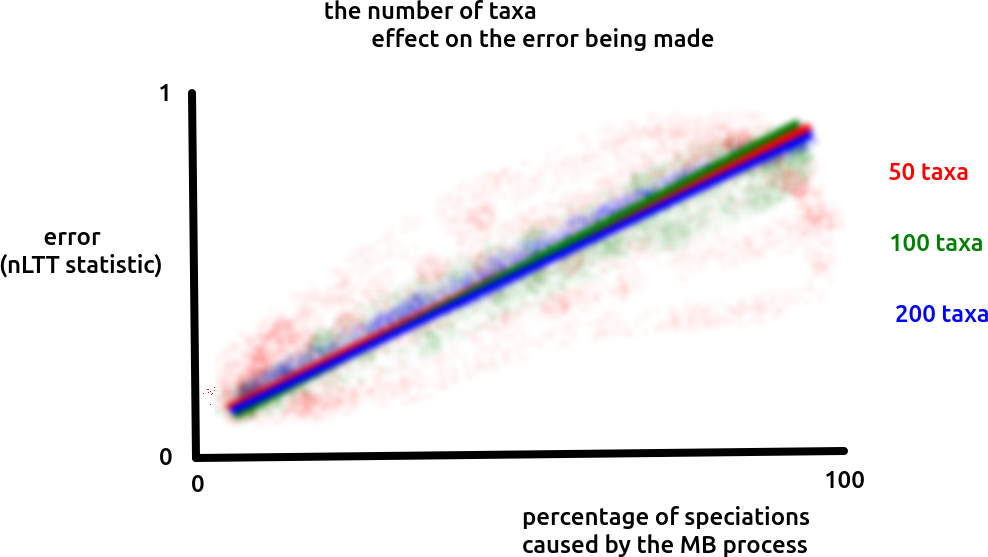 the number of taxa
effect on the error being made
1
50 taxa
error
(nLTT statistic)
100 taxa
200 taxa
0
0
100
percentage of speciations
caused by the MB process